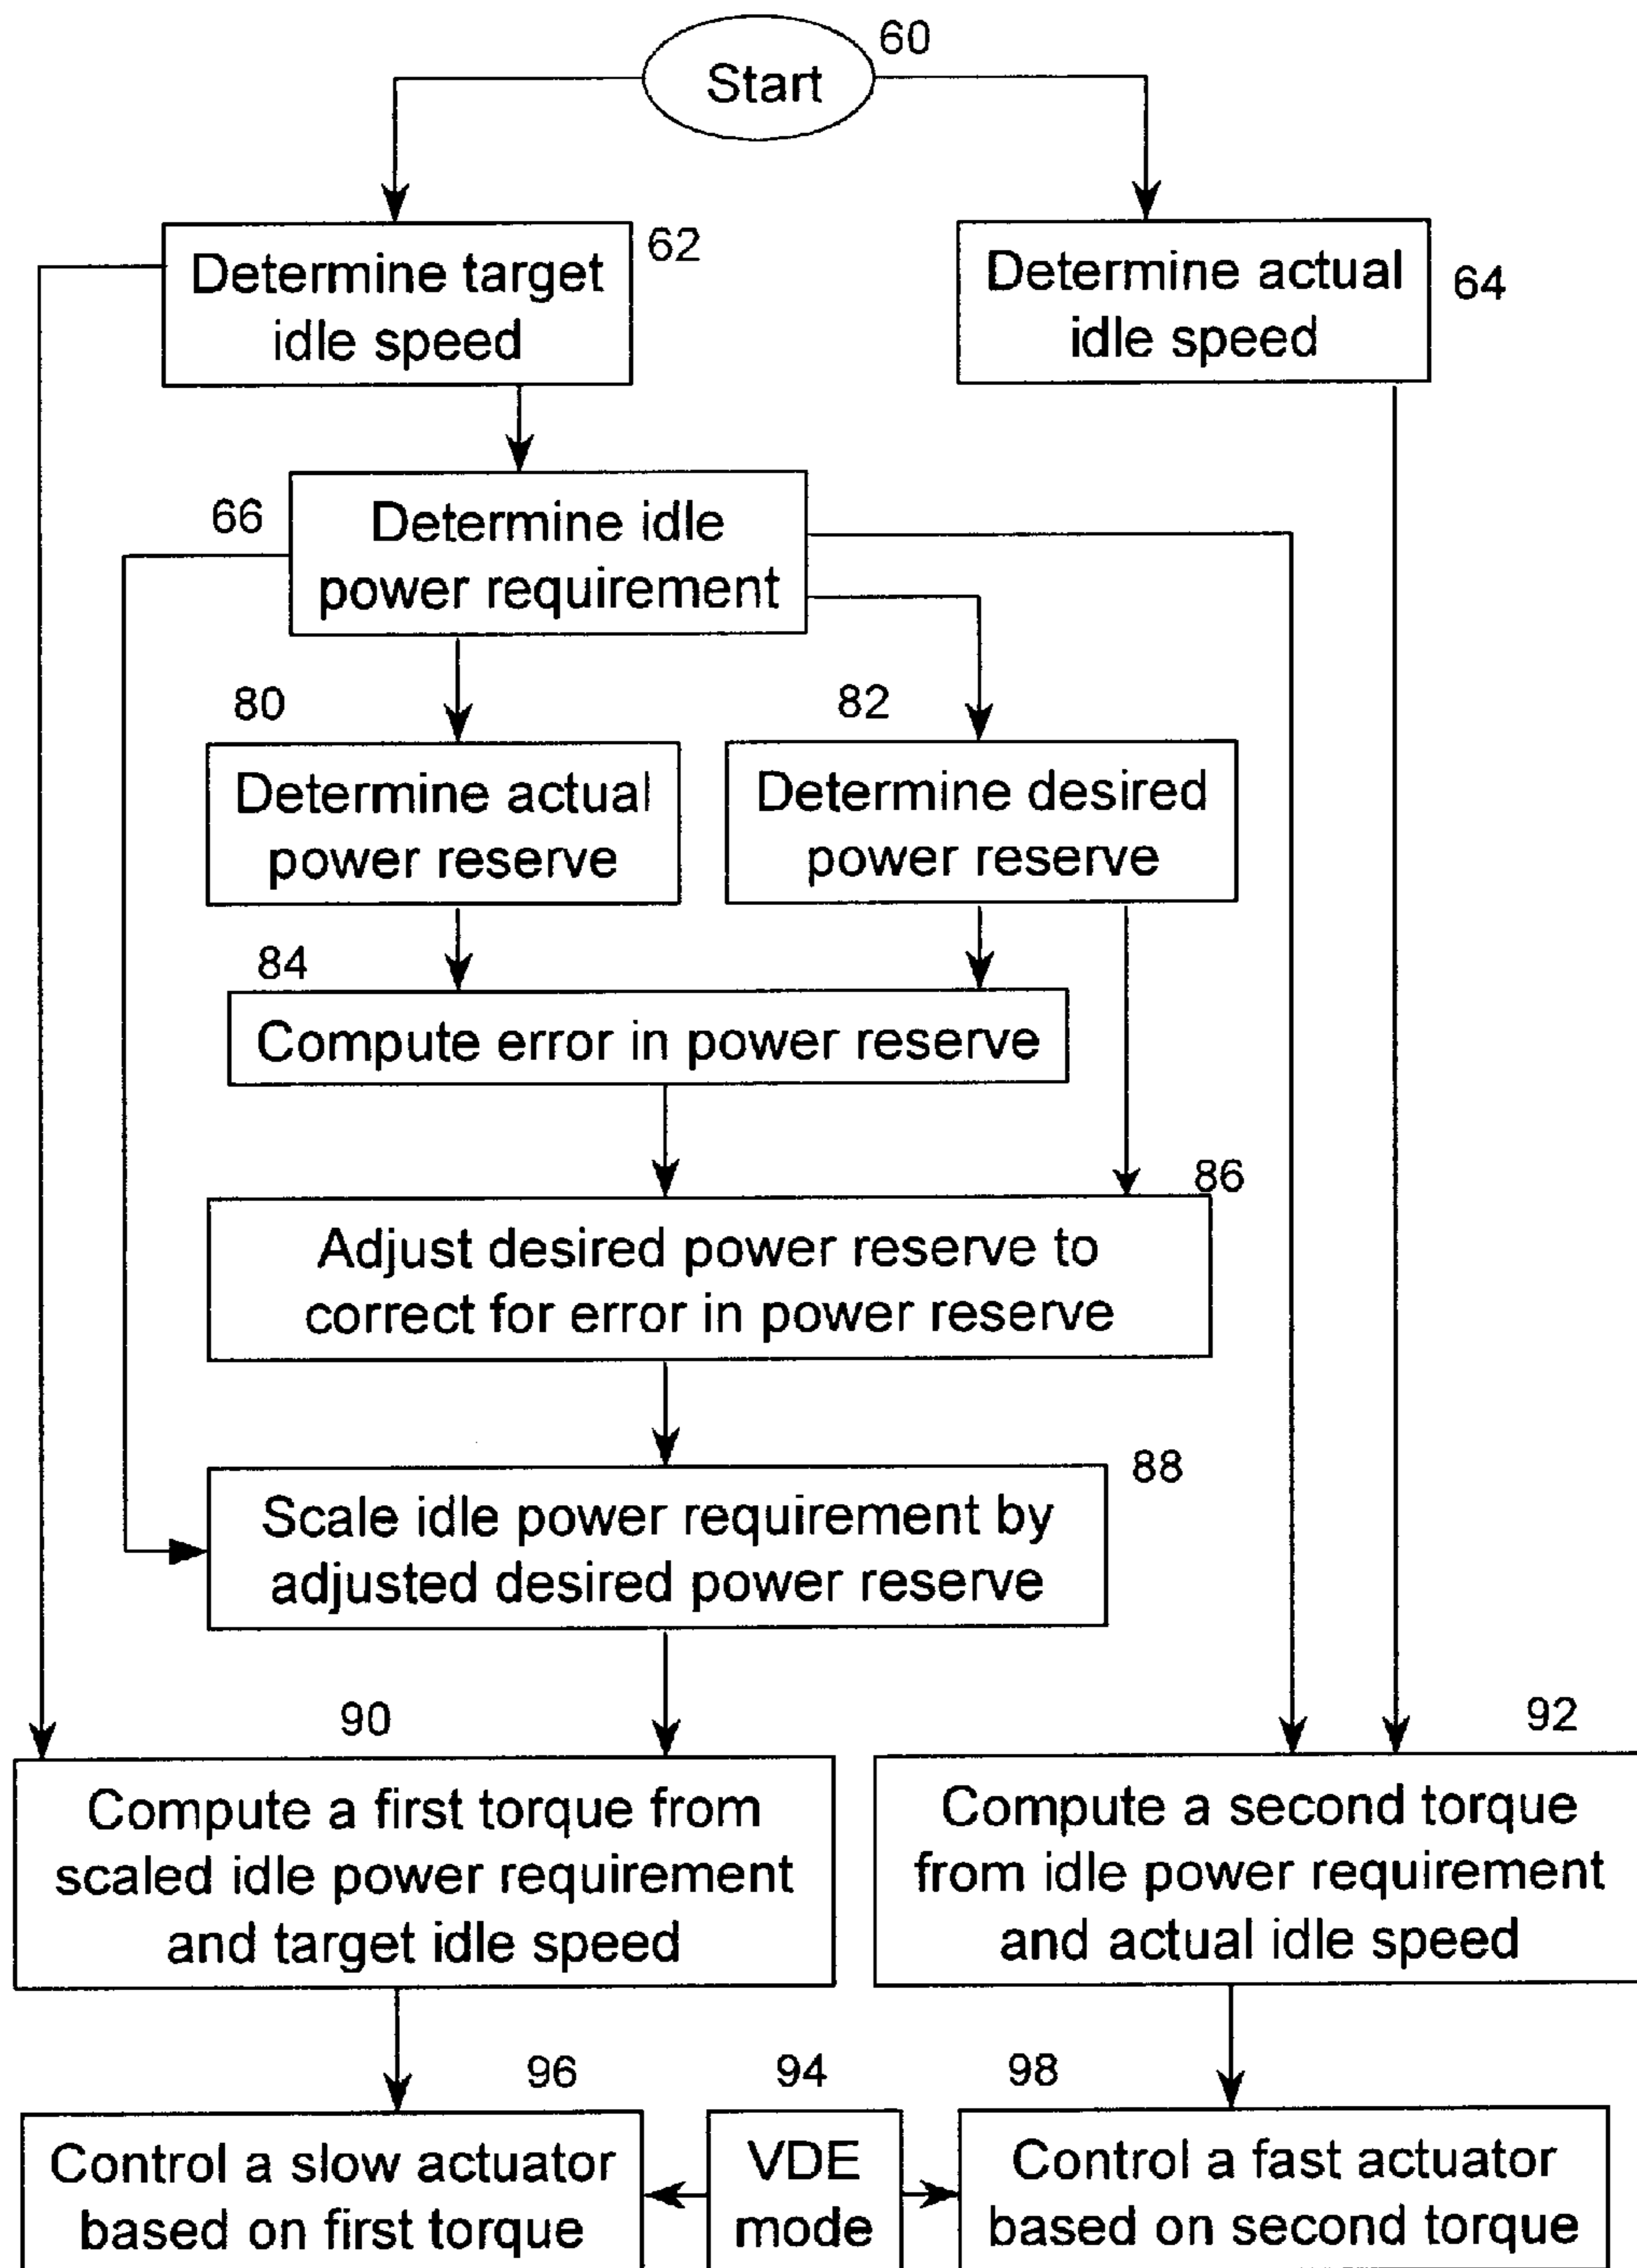 60
Start
62
Determine target
idle speed
Determine actual
idle speed
64
66
Determine idle
power requirement
80
82
Determine actual
power reserve
Determine desired
power reserve
84
Compute error in power reserve
86
Adjust desired power reserve to
correct for error in power reserve
88
Scale idle power requirement by
adjusted desired power reserve
90
92
Compute a first torque from
scaled idle power requirement
and target idle speed
Compute a second torque
from idle power requirement
and actual idle speed
96
94
98
Control a slow actuator
based on first torque
VDE
mode
Control a fast actuator
based on second torque